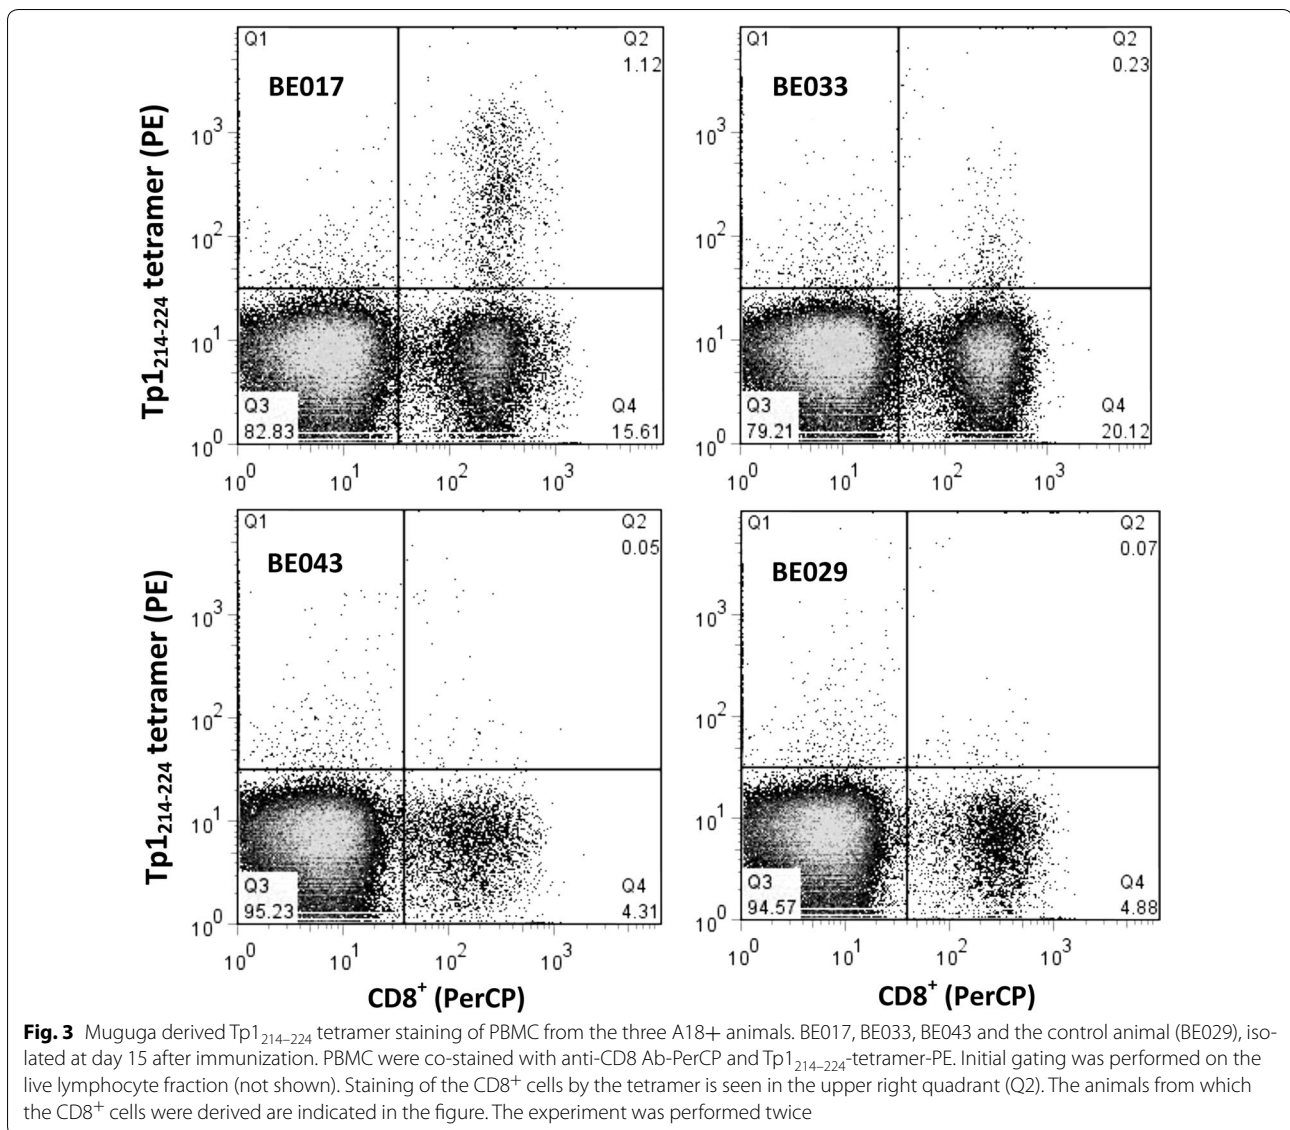 Q1
Q2
1.12
BE017
Tp1214-224 tetramer (PE)
10³
10²
10¹
10⁰
Q3
82.83
Q4
15.61
10⁰ 10¹ 10² 10³
Q1
Q2
0.23
BE033
10³
10²
10¹
10⁰
Q3
79.21
Q4
20.12
10⁰ 10¹ 10² 10³
Q1
Q2
0.05
BE043
Tp1214-224 tetramer (PE)
10³
10²
10¹
10⁰
Q3
95.23
Q4
4.31
10⁰ 10¹ 10² 10³
CD8⁺ (PerCP)
Q1
Q2
0.07
BE029
10³
10²
10¹
10⁰
Q3
94.57
Q4
4.88
10⁰ 10¹ 10² 10³
CD8⁺ (PerCP)
Fig. 3 Muguga derived Tp1214–224 tetramer staining of PBMC from the three A18+ animals. BE017, BE033, BE043 and the control animal (BE029), iso-
lated at day 15 after immunization. PBMC were co-stained with anti-CD8 Ab-PerCP and Tp1214–224-tetramer-PE. Initial gating was performed on the
live lymphocyte fraction (not shown). Staining of the CD8⁺ cells by the tetramer is seen in the upper right quadrant (Q2). The animals from which
the CD8⁺ cells were derived are indicated in the figure. The experiment was performed twice